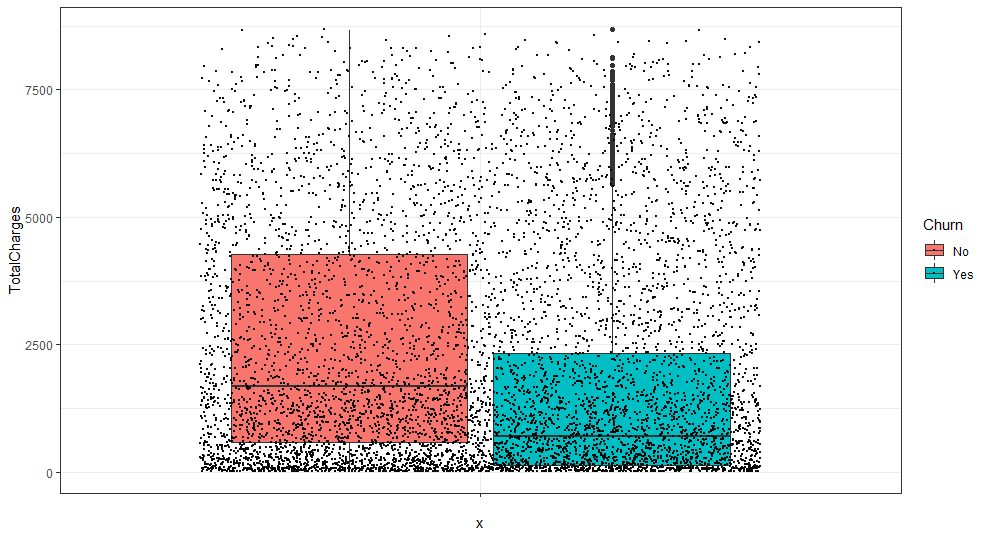 TotalCharges
7500
5000
2500
0
x
Churn
No
Yes